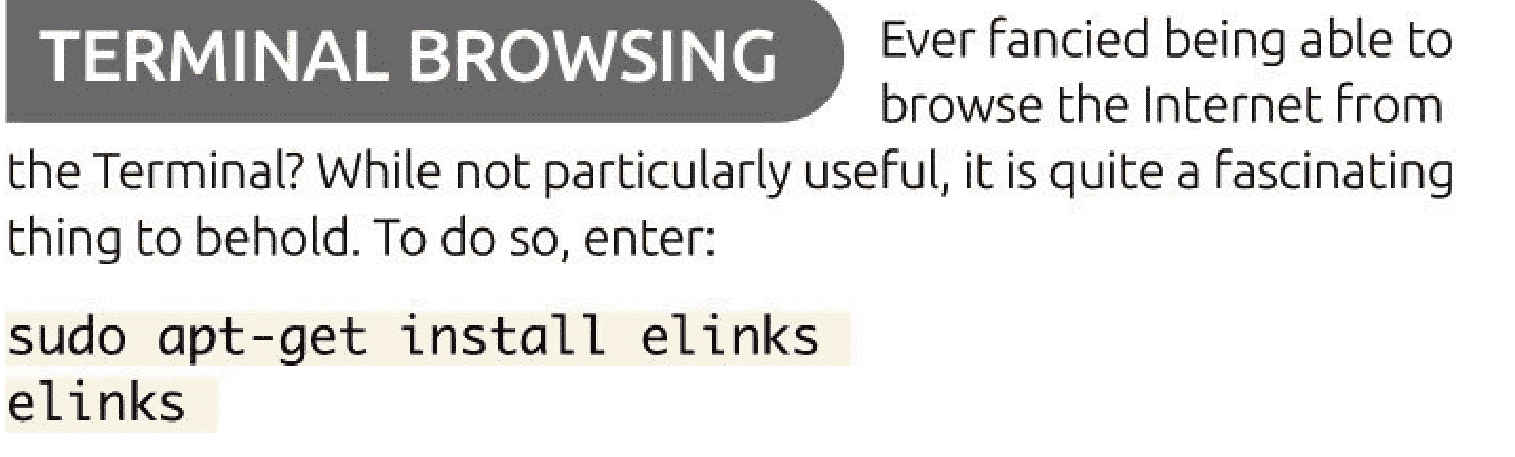 TERMINAL BROWSING
Ever fancied being able to
browse the Internet from
the Terminal? While not particularly useful, it is quite a fascinating
thing to behold. To do so, enter:
sudo apt-get install elinks
elinks